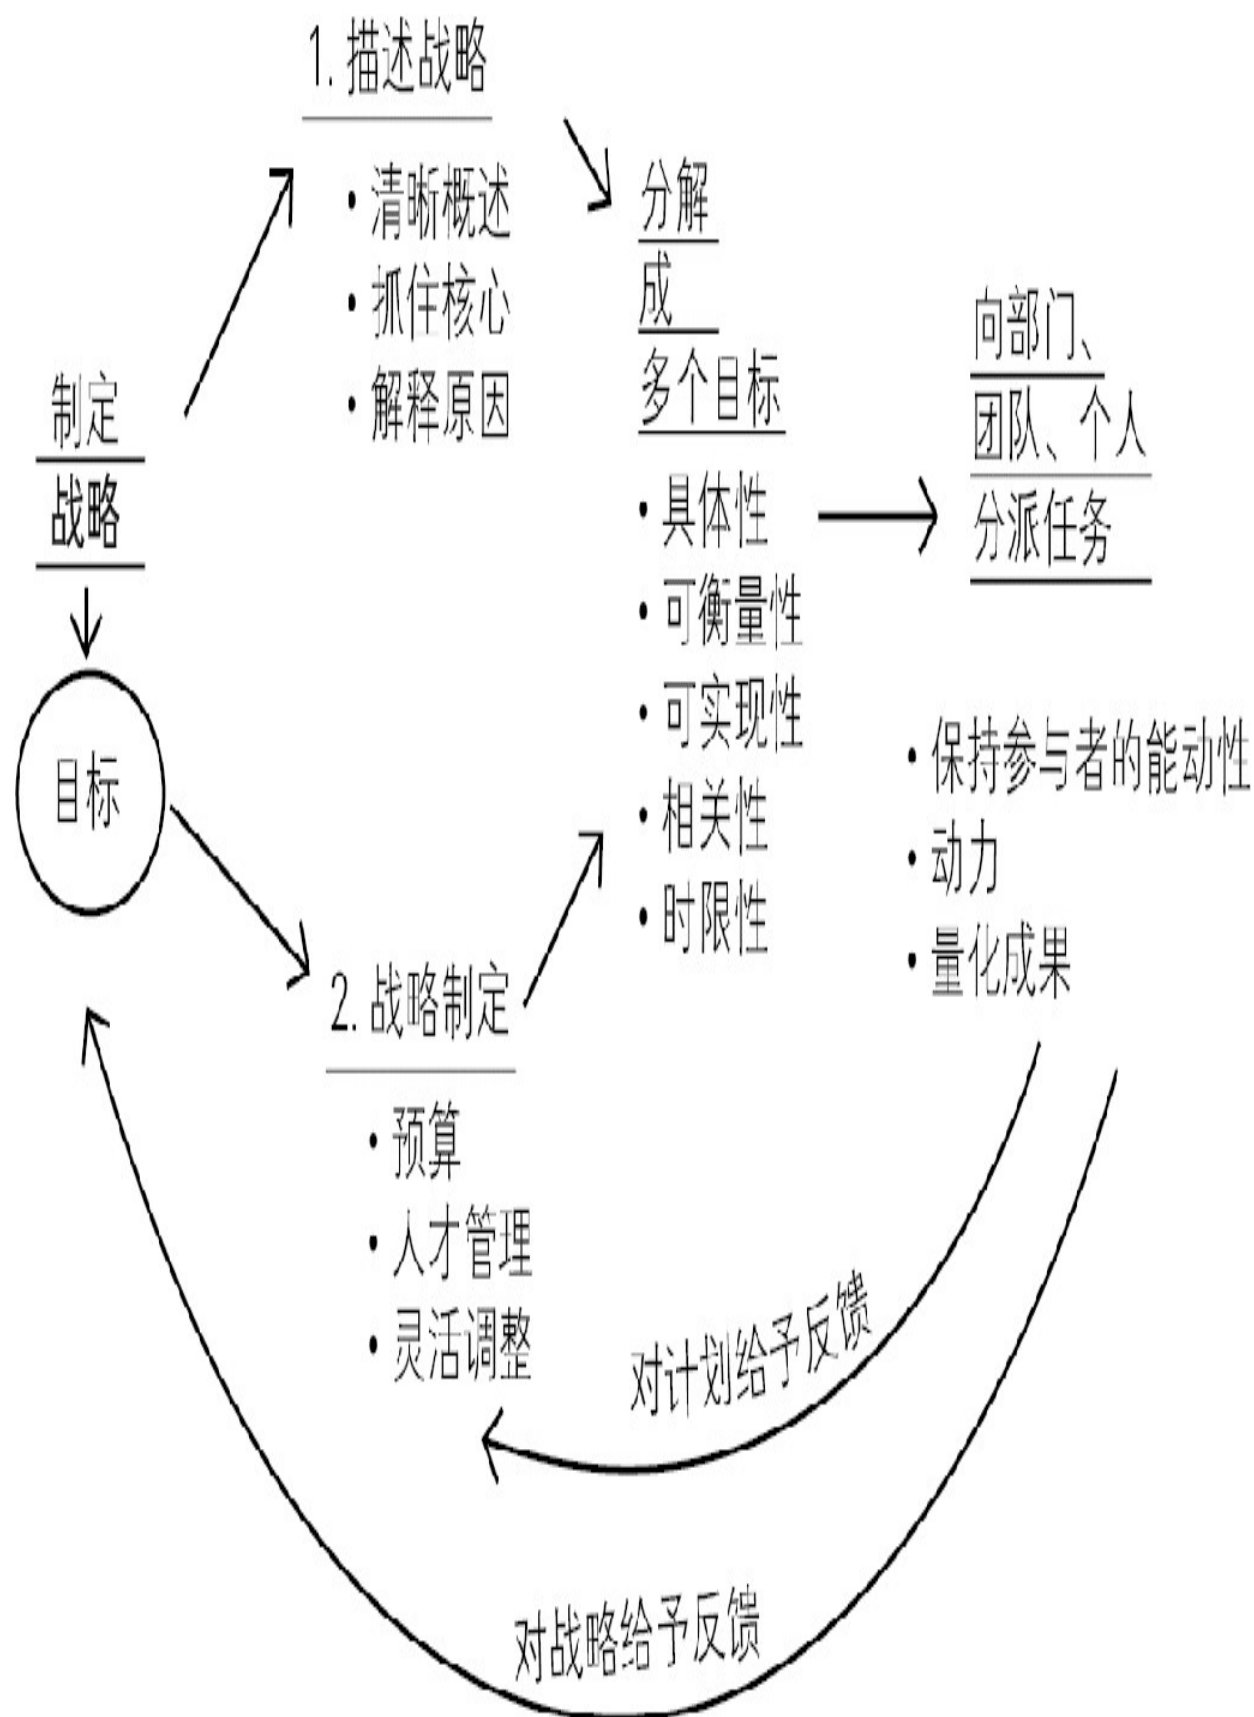 制定
战略
目标
1. 描述战略
• 清晰概述
• 抓住核心
• 解释原因
2. 战略制定
• 预算
• 人才管理
• 灵活调整
分解
成
多个目标
• 具体性
• 可衡量性
• 可实现性
• 相关性
• 时限性
向部门、
团队、个人
分派任务
• 保持参与者的能动性
• 动力
• 量化成果
对计划给予反馈
对战略给予反馈